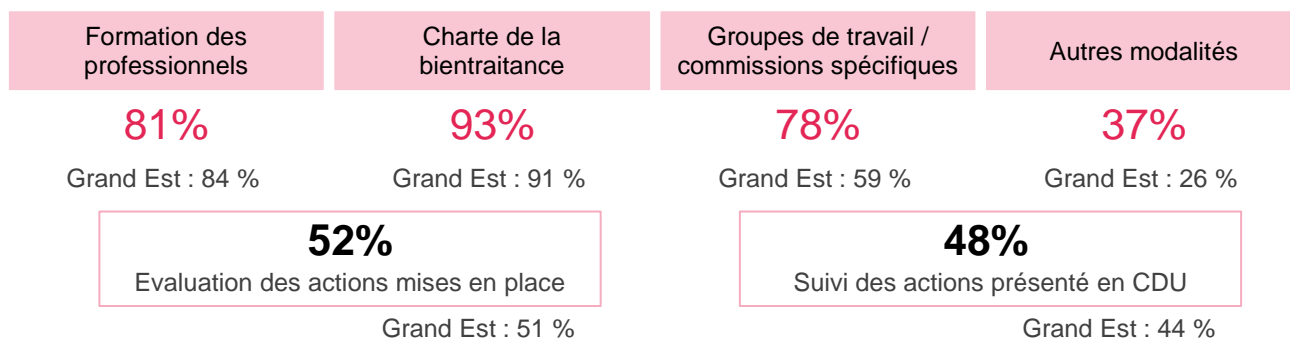 Formation des
professionnels
Charte de la
bientraitance
Groupes de travail /
commissions spécifiques
Autres modalités
81%
93%
78%
37%
Grand Est : 84 %
Grand Est : 91 %
Grand Est : 59 %
Grand Est : 26 %
52%
Evaluation des actions mises en place
48%
Suivi des actions présenté en CDU
Grand Est : 51 %
Grand Est : 44 %